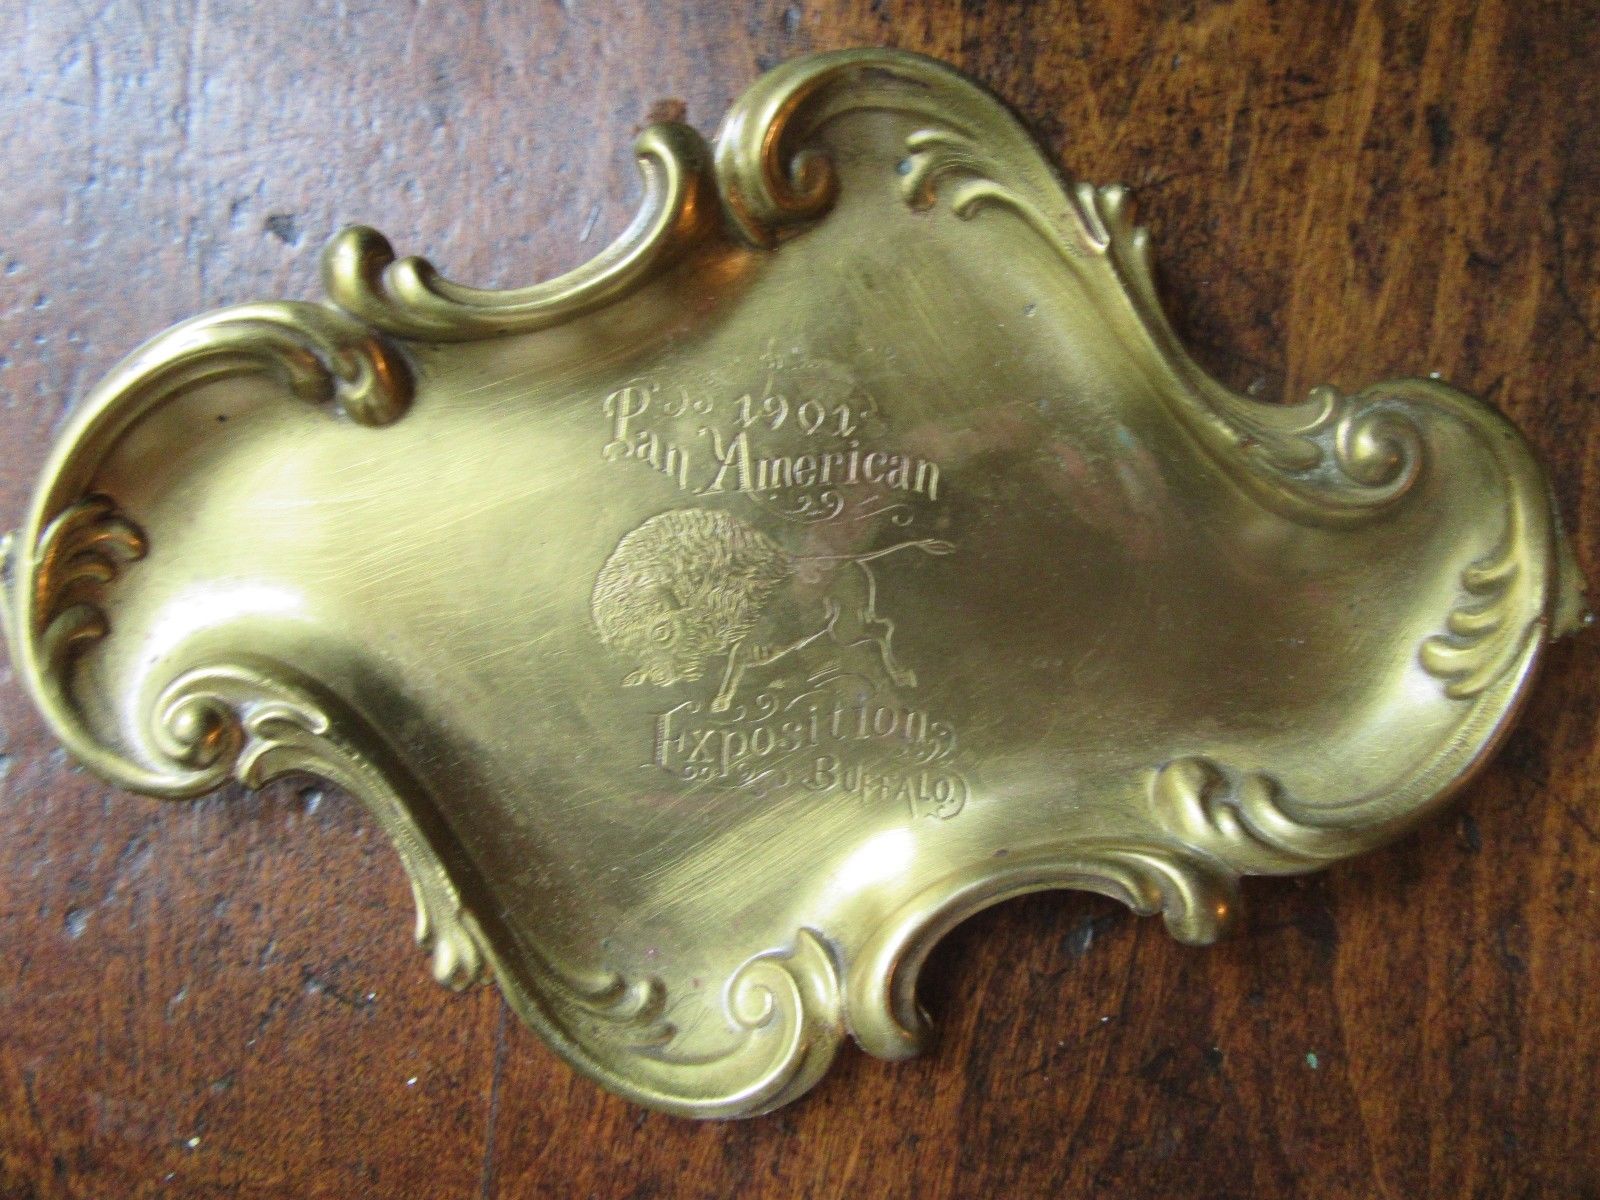 1901
Pan American
Exposition
BUFFALO.